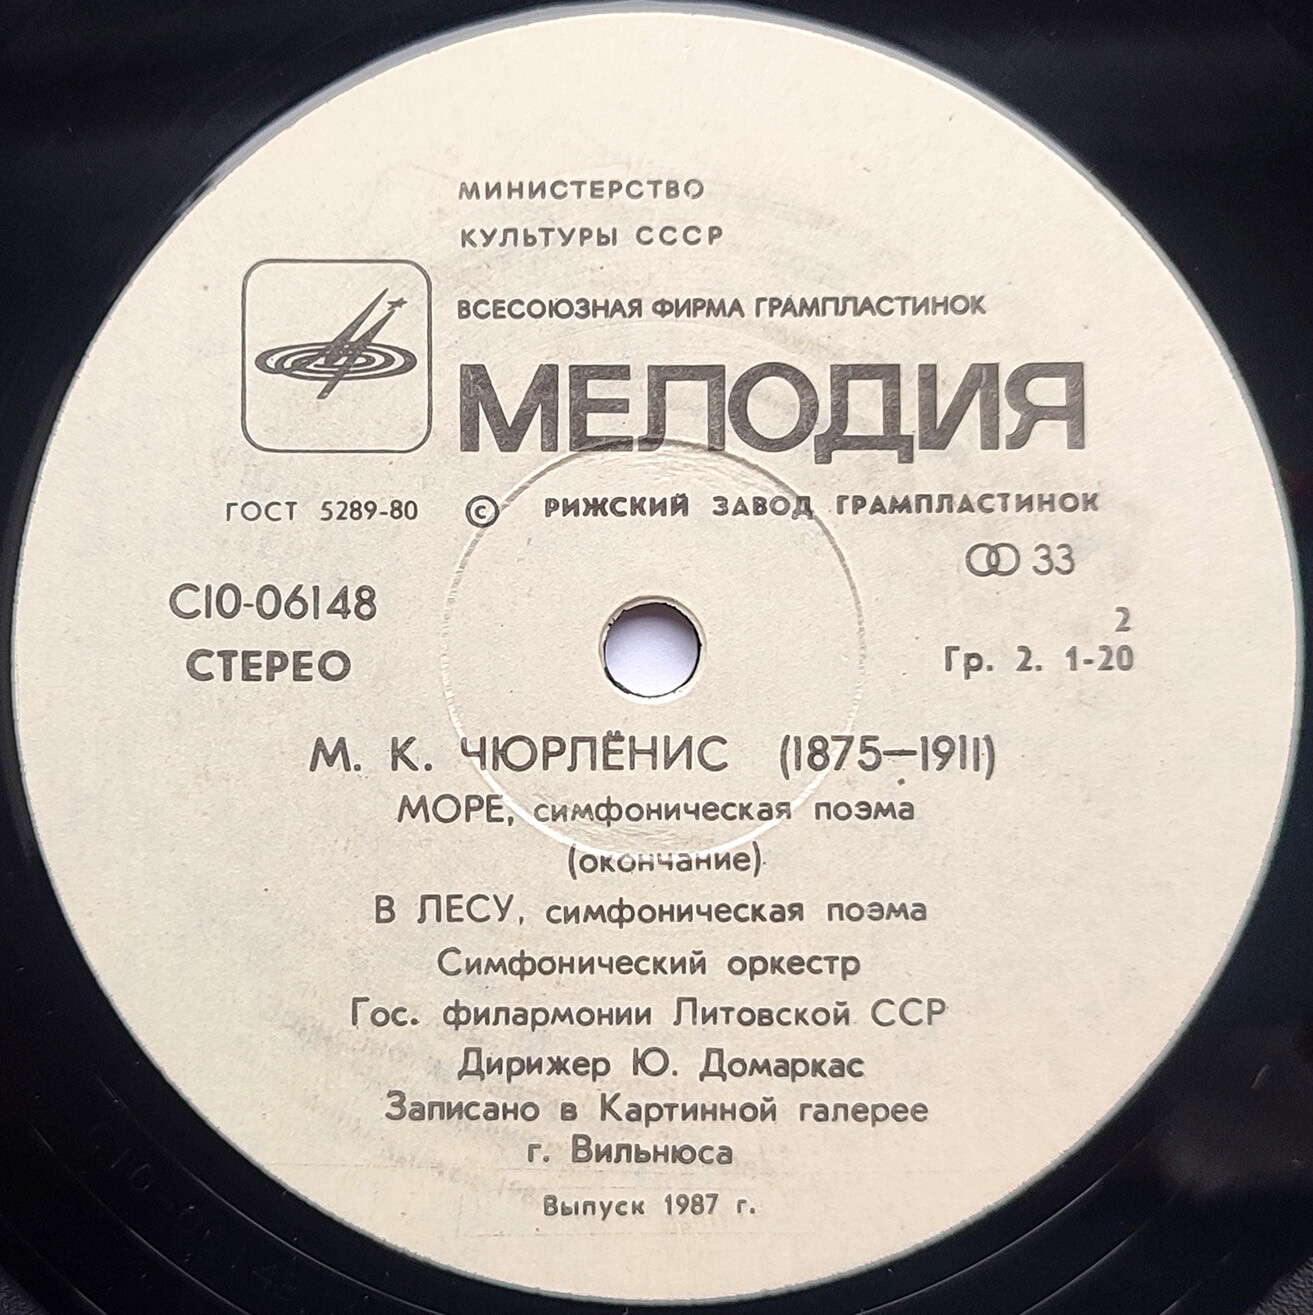 МИНИСТЕРСТВО
КУЛЬТУРЫ СССР
ВСЕСОЮЗНАЯ ФИРМА ГРАМПЛАСТИНОК
МЕЛОДИЯ
ГОСТ 5289-80 © РИЖСКИЙ ЗАВОД ГРАМПЛАСТИНОК
33
С10-06148
2
СТЕРЕО
Гр. 2. 1-20
М. К. ЧЮРЛЁНИС (1875—1911)
МОРЕ, симфоническая поэма
(окончание)
В ЛЕСУ, симфоническая поэма
Симфонический оркестр
Гос. филармонии Литовской ССР
Дирижер Ю. Домаркас
Записано в Картинной галерее
г. Вильнюса
Выпуск 1987 г.